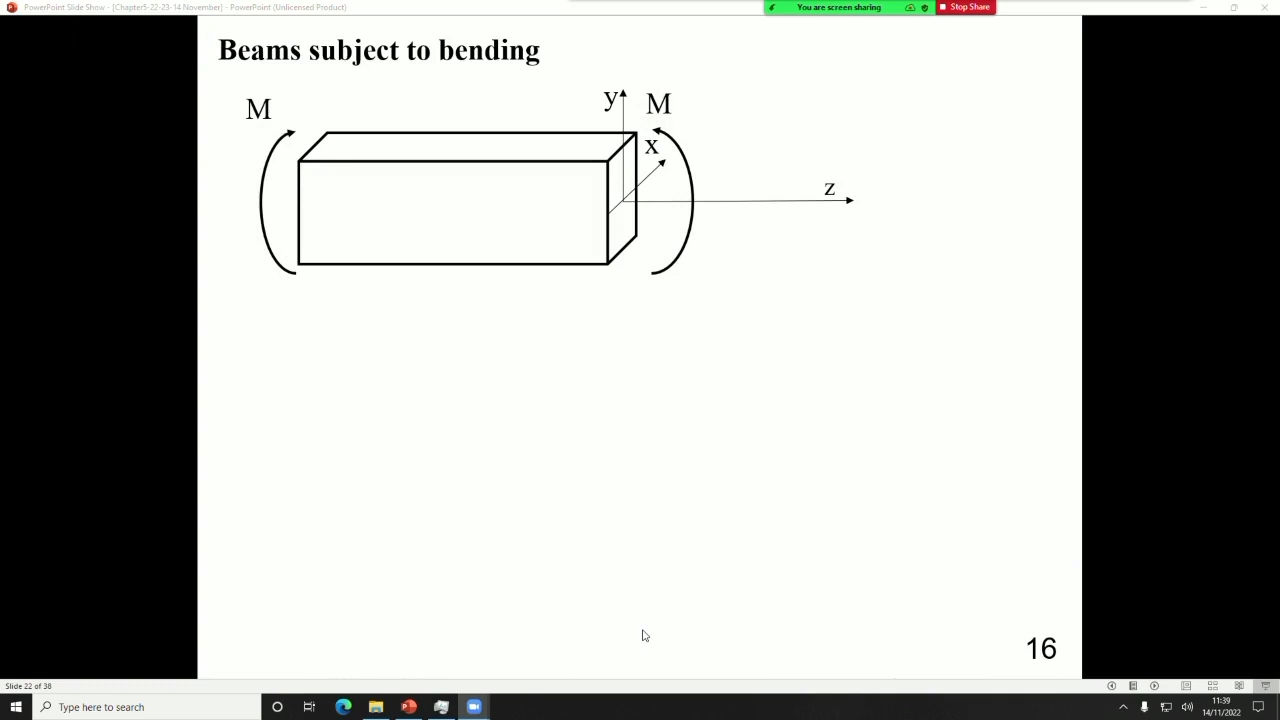 PowerPoint Slide Show - [Chapter5-22-23-14 November] - PowerPoint (Unlicensed Product)
You are screen sharing
Stop Share
Beams subject to bending
M
y
M
x
z
16
Slide 22 of 38
Type here to search
11:39
14/11/2022